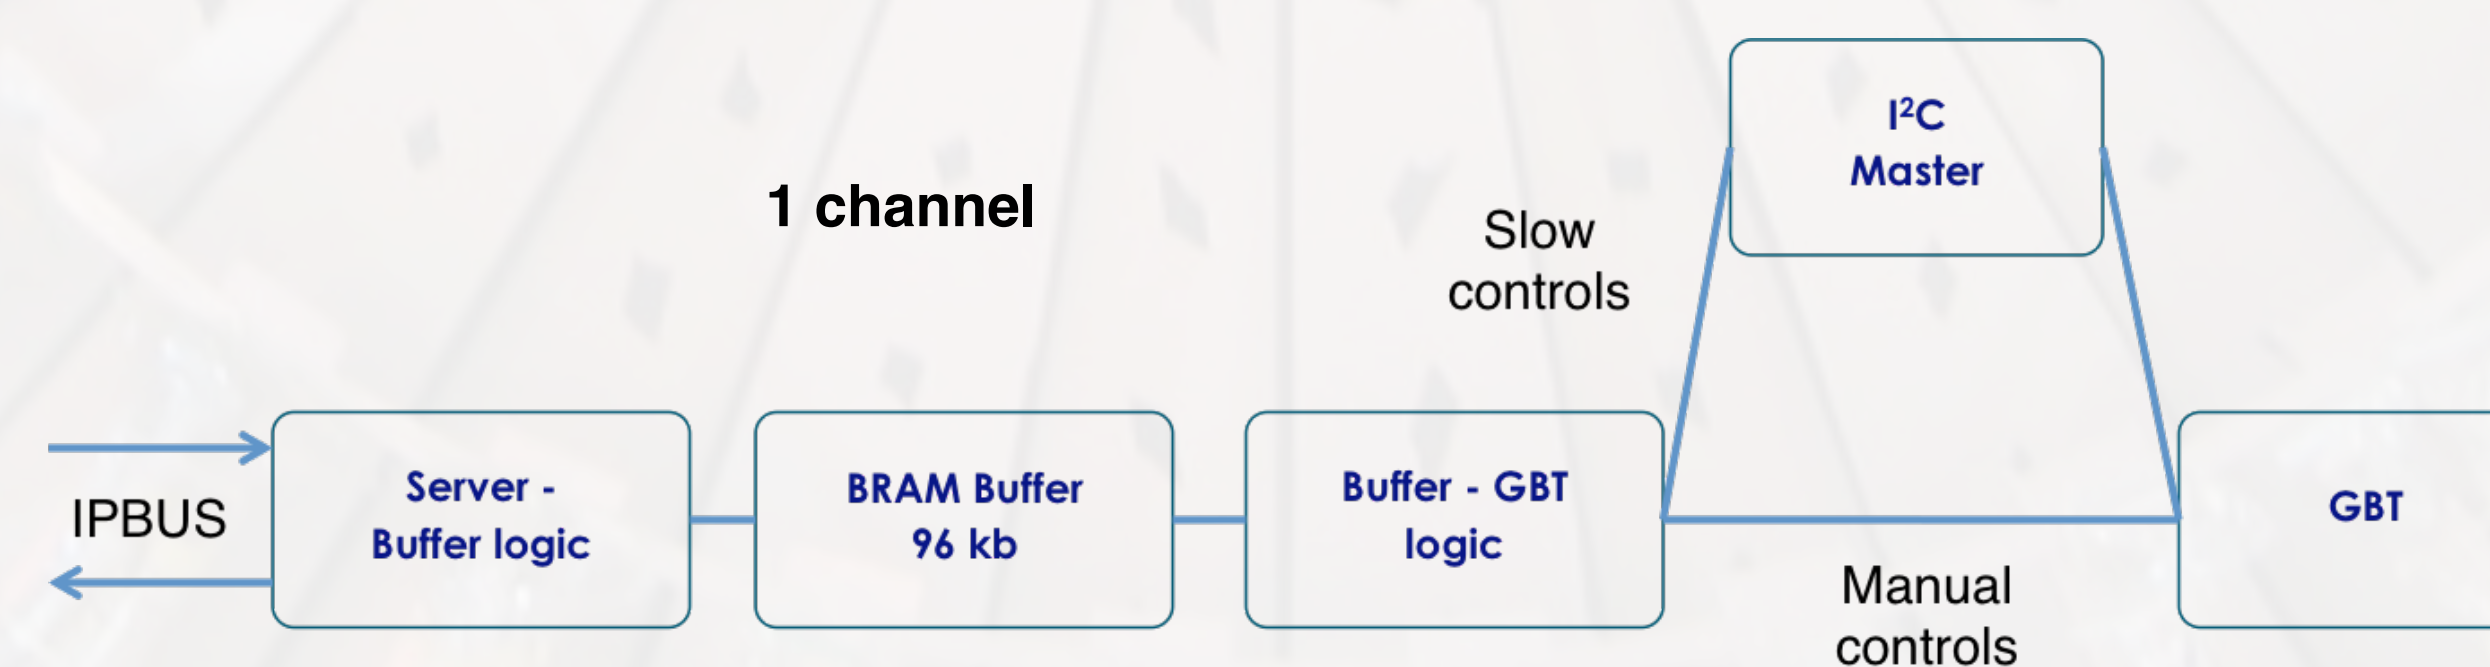 I²C
Master
1 channel
Slow
controls
IPBUS
Server -
Buffer logic
BRAM Buffer
96 kb
Buffer - GBT
logic
GBT
Manual
controls